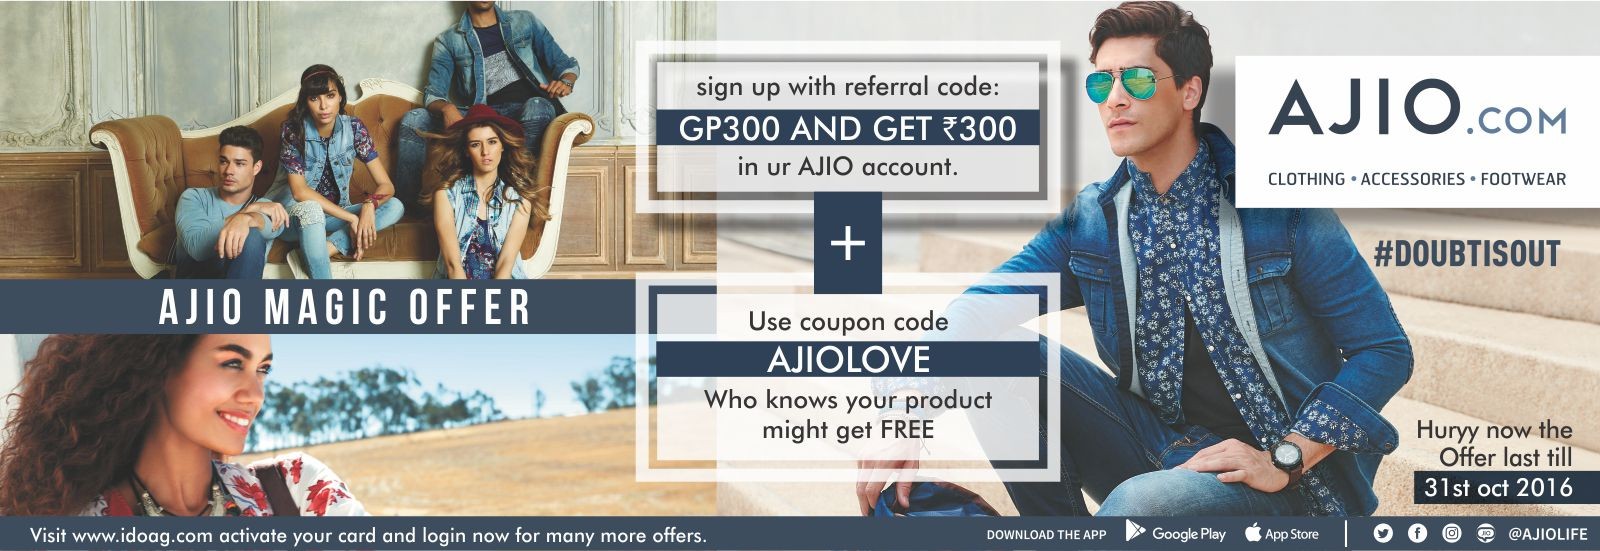 AJIO MAGIC OFFER
sign up with referral code:
GP300 AND GET ₹300
in ur AJIO account.
+
Use coupon code
AJIOLOVE
Who knows your product
might get FREE
AJIO.COM
CLOTHING • ACCESSORIES • FOOTWEAR
#DOUBTISOUT
Huryy now the
Offer last till
31st oct 2016
Visit www.idoag.com activate your card and login now for many more offers.
DOWNLOAD THE APP Google Play App Store @AJIOLIFE